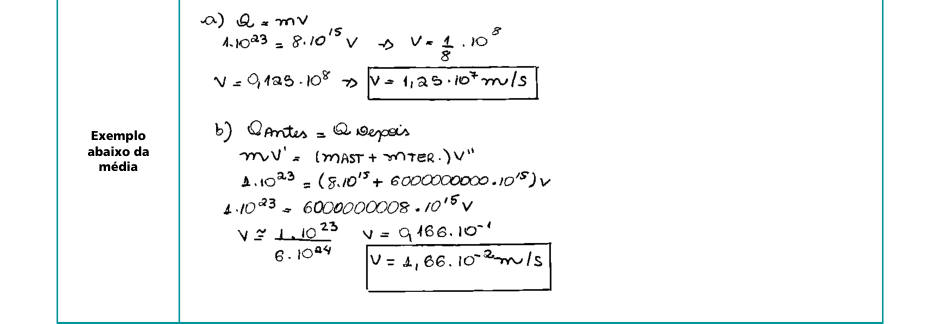 Exemplo
abaixo da
média
a) Q = mv
1.10²³ = 8.10¹⁵ V → V = 1/8 . 10⁸
V = 0,125.10⁸ → V = 1,25.10⁷ m/s
b) Q Antes = Q Depois
mV' = (mAST + mTER.)V"
1.10²³ = (8.10¹⁵ + 6000000000.10¹⁵)V
1.10²³ = 6000000008.10¹⁵ V
V ≅ 1.10²³/6.10²⁴ V = 0,166.10⁻¹
V = 1,66.10⁻² m/s